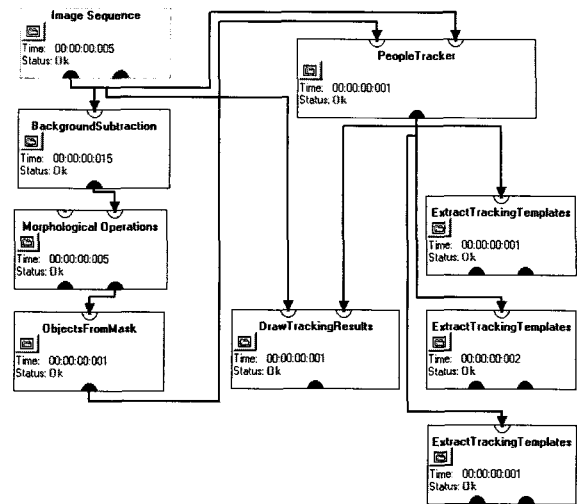 Image Sequence
Time: 00:00:00:005
Status: Ok
PeopleTracker
Time: 00:00:00:001
Status: Ok
BackgroundSubtraction
Time: 00:00:00:015
Status: Ok
Morphological Operations
Time: 00:00:00:005
Status: Ok
ObjectsFromMask
Time: 00:00:00:001
Status: Ok
DrawTrackingResults
Time: 00:00:00:001
Status: Ok
ExtractTrackingTemplates
Time: 00:00:00:001
Status: Ok
ExtractTrackingTemplates
Time: 00:00:00:002
Status: Ok
ExtractTrackingTemplates
Time: 00:00:00:001
Status: Ok